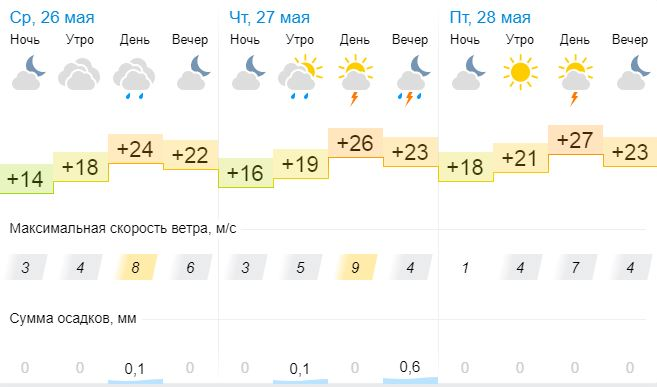 Ср, 26 мая Чт, 27 мая Пт, 28 мая
Ночь Утро День Вечер Ночь Утро День Вечер Ночь Утро День Вечер
+14 +18 +24 +22 +16 +19 +26 +23 +18 +21 +27 +23
Максимальная скорость ветра, м/с
3 4 8 6 3 5 9 4 1 4 7 4
Сумма осадков, мм
0 0 0,1 0 0 0,1 0 0,6 0 0 0 0